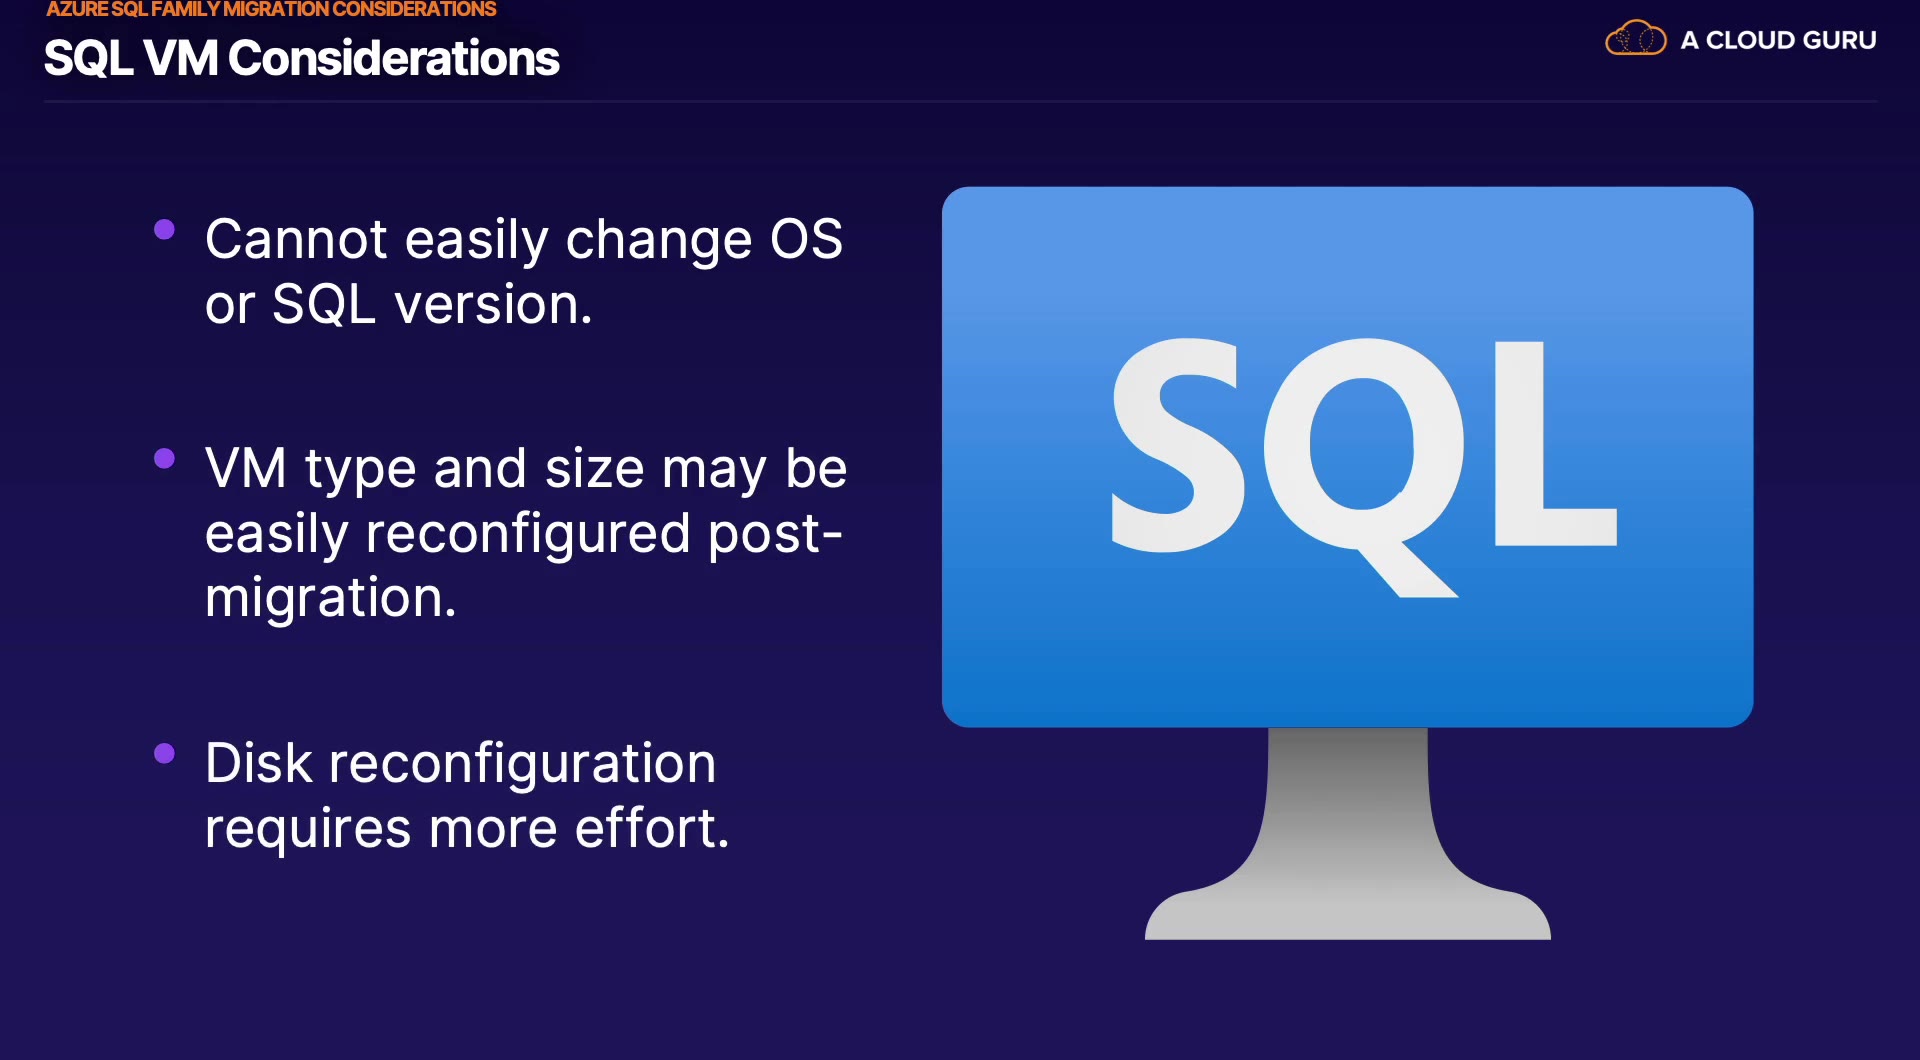 AZURE SQL FAMILY MIGRATION CONSIDERATIONS
SQL VM Considerations
A CLOUD GURU
Cannot easily change OS
or SQL version.
VM type and size may be
easily reconfigured post-
migration.
Disk reconfiguration
requires more effort.
SQL